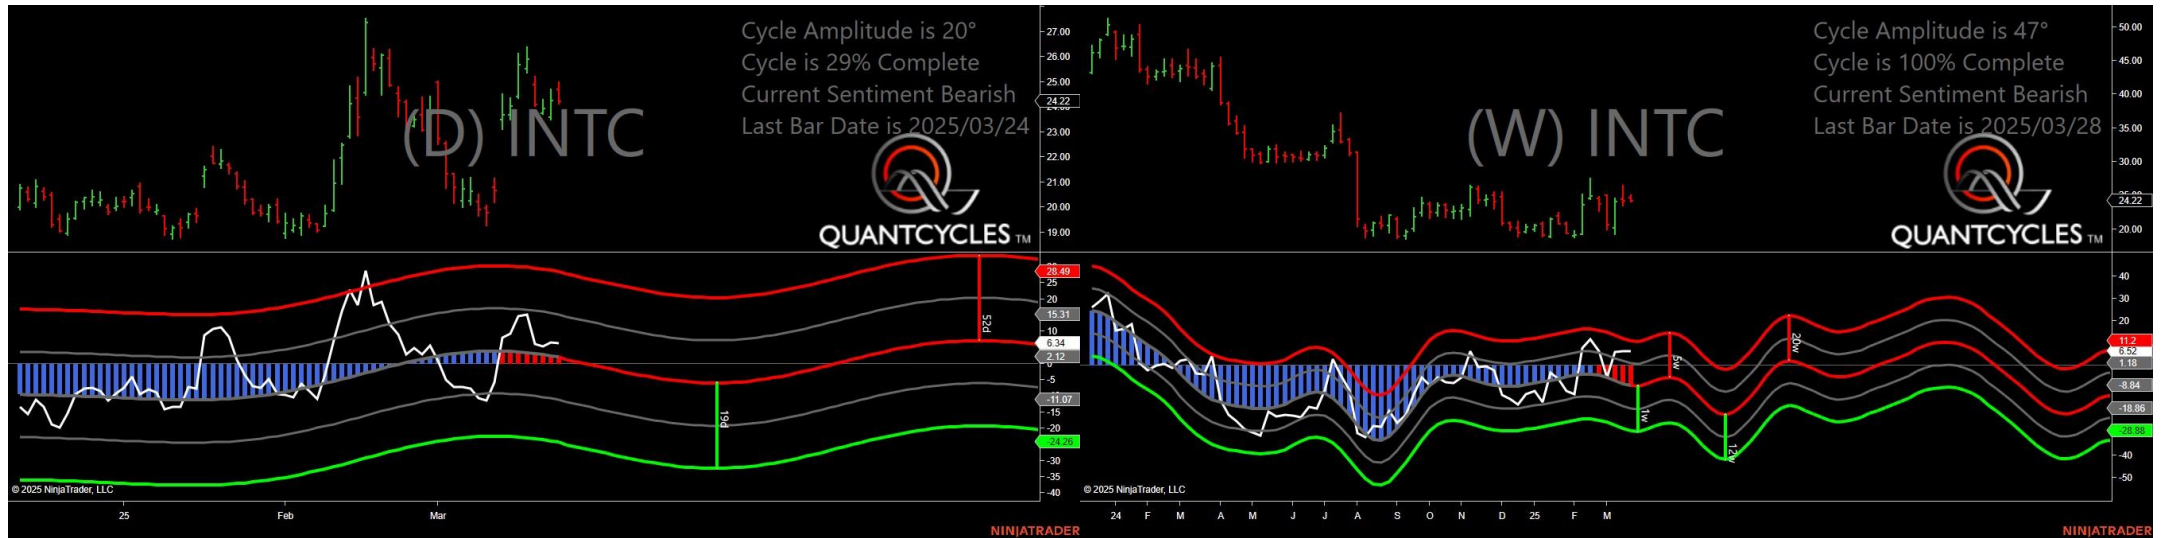 Cycle Amplitude is 20°
Cycle is 29% Complete
Current Sentiment Bearish
Last Bar Date is 2025/03/24
(D) INTC
QUANTCYCLES TM
27.00
26.00
25.00
24.22
23.00
22.00
21.00
20.00
19.00
28.49
25
20
15.31
10
6.34
2.12
0
-5
-11.07
-15
-20
-24.26
-30
-35
-40
52d
19d
© 2025 NinjaTrader, LLC
25 Feb Mar
NINJATRADER
Cycle Amplitude is 47°
Cycle is 100% Complete
Current Sentiment Bearish
Last Bar Date is 2025/03/28
(W) INTC
QUANTCYCLES TM
50.00
45.00
40.00
35.00
30.00
25.00
24.22
20.00
40
30
20
11.2
6.52
1.18
-8.84
-18.86
-28.88
-40
-50
5w
20w
1w
12w
© 2025 NinjaTrader, LLC
24 F M A M J J A S O N D 25 F M
NINJATRADER